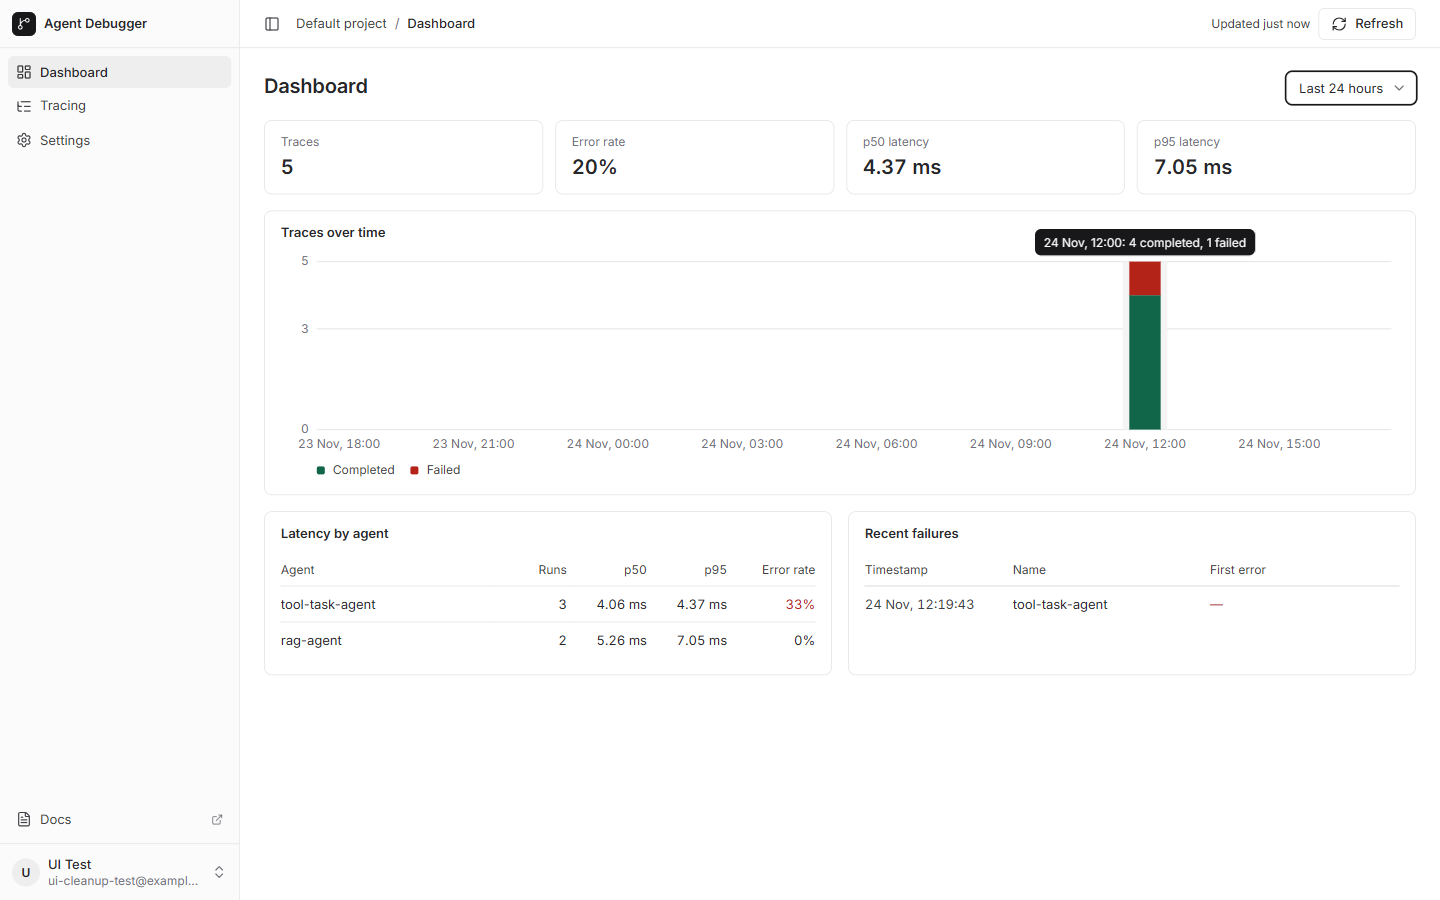 Agent Debugger
Default project / Dashboard
Updated just now
Refresh
Dashboard
Tracing
Settings
Dashboard
Last 24 hours
Traces
5
Error rate
20%
p50 latency
4.37 ms
p95 latency
7.05 ms
Traces over time
24 Nov, 12:00: 4 completed, 1 failed
5
3
0
23 Nov, 18:00 23 Nov, 21:00 24 Nov, 00:00 24 Nov, 03:00 24 Nov, 06:00 24 Nov, 09:00 24 Nov, 12:00 24 Nov, 15:00
Completed Failed
Latency by agent
Agent Runs p50 p95 Error rate
tool-task-agent 3 4.06 ms 4.37 ms 33%
rag-agent 2 5.26 ms 7.05 ms 0%
Recent failures
Timestamp Name First error
24 Nov, 12:19:43 tool-task-agent —
Docs
U
UI Test
ui-cleanup-test@exampl...